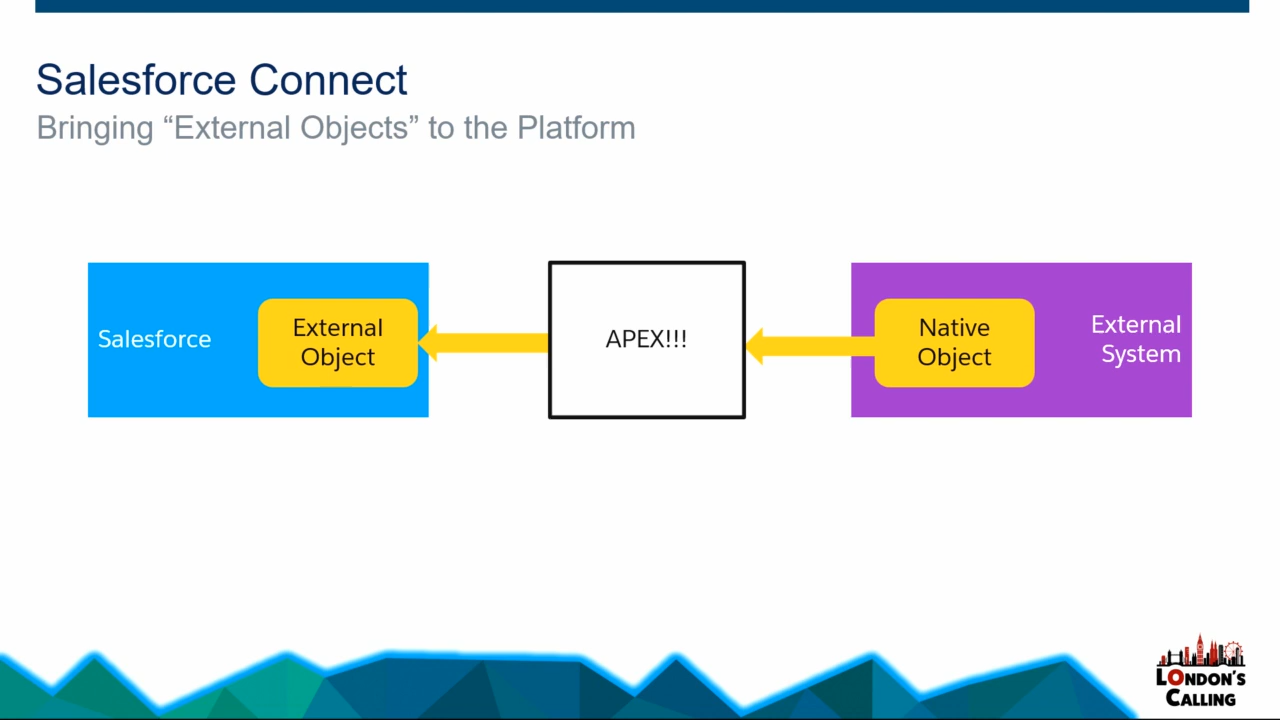 Salesforce Connect
Bringing “External Objects” to the Platform
Salesforce
External
Object
APEX!!!
Native
Object
External
System
LONDON'S
CALLING